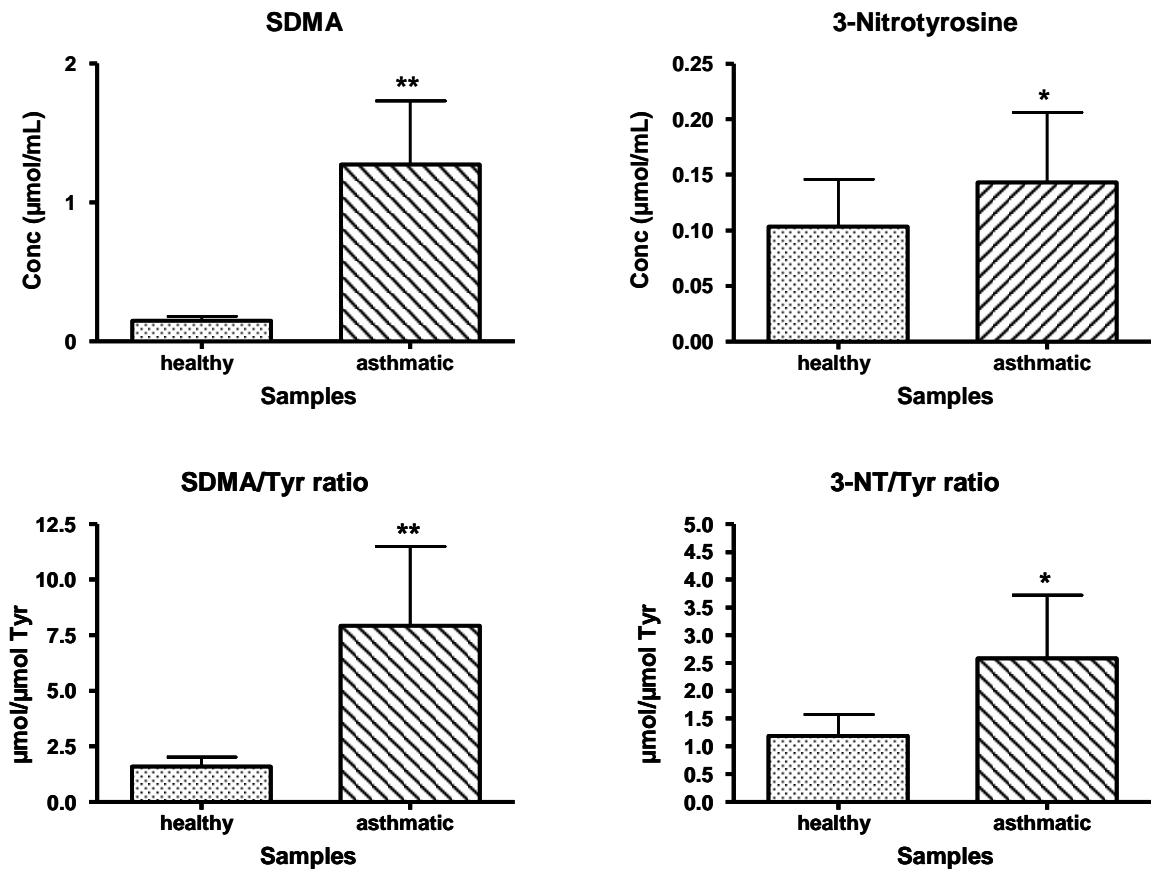 SDMA
Conc (µmol/mL)
2
1
0
**
healthy asthmatic
Samples
3-Nitrotyrosine
Conc (µmol/mL)
0.25
0.20
0.15
0.10
0.05
0.00
*
healthy asthmatic
Samples
SDMA/Tyr ratio
µmol/µmol Tyr
12.5
10.0
7.5
5.0
2.5
0.0
**
healthy asthmatic
Samples
3-NT/Tyr ratio
µmol/µmol Tyr
5.0
4.5
4.0
3.5
3.0
2.5
2.0
1.5
1.0
0.5
0.0
*
healthy asthmatic
Samples